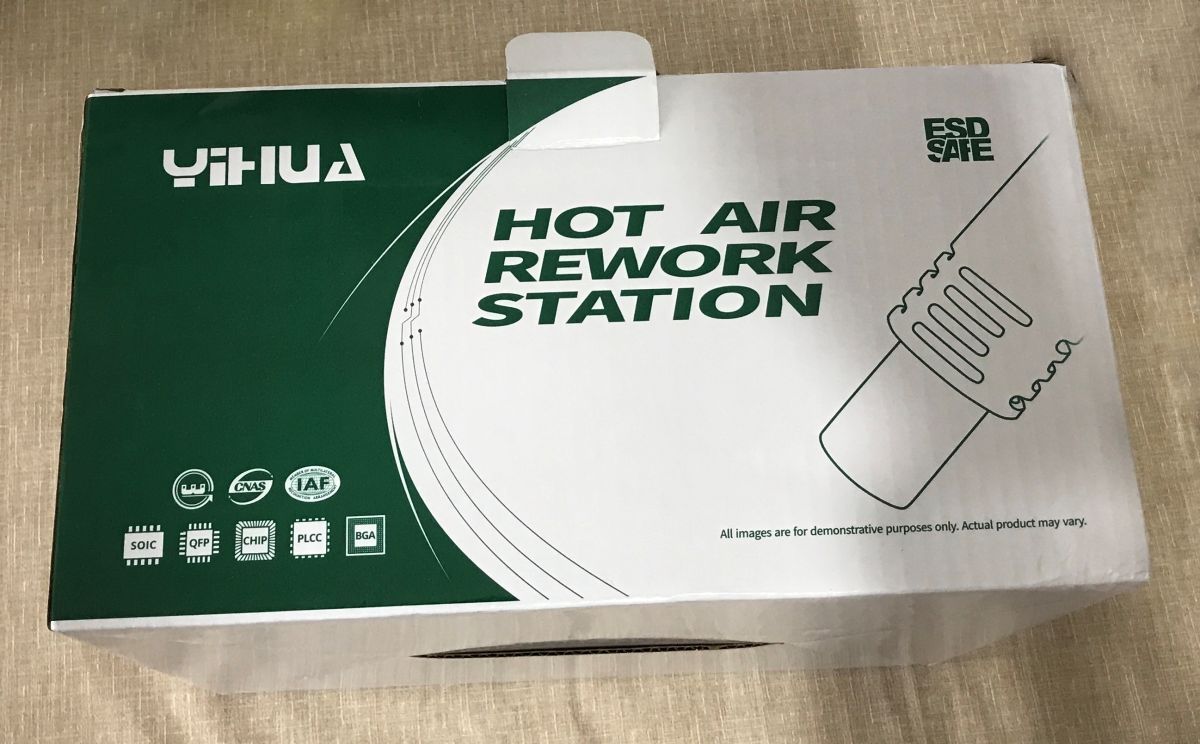 YiHUA
ESD
SAFE
HOT AIR
REWORK
STATION
CNAS
IAF
SOIC
QFP
CHIP
PLCC
BGA
All images are for demonstrative purposes only. Actual product may vary.